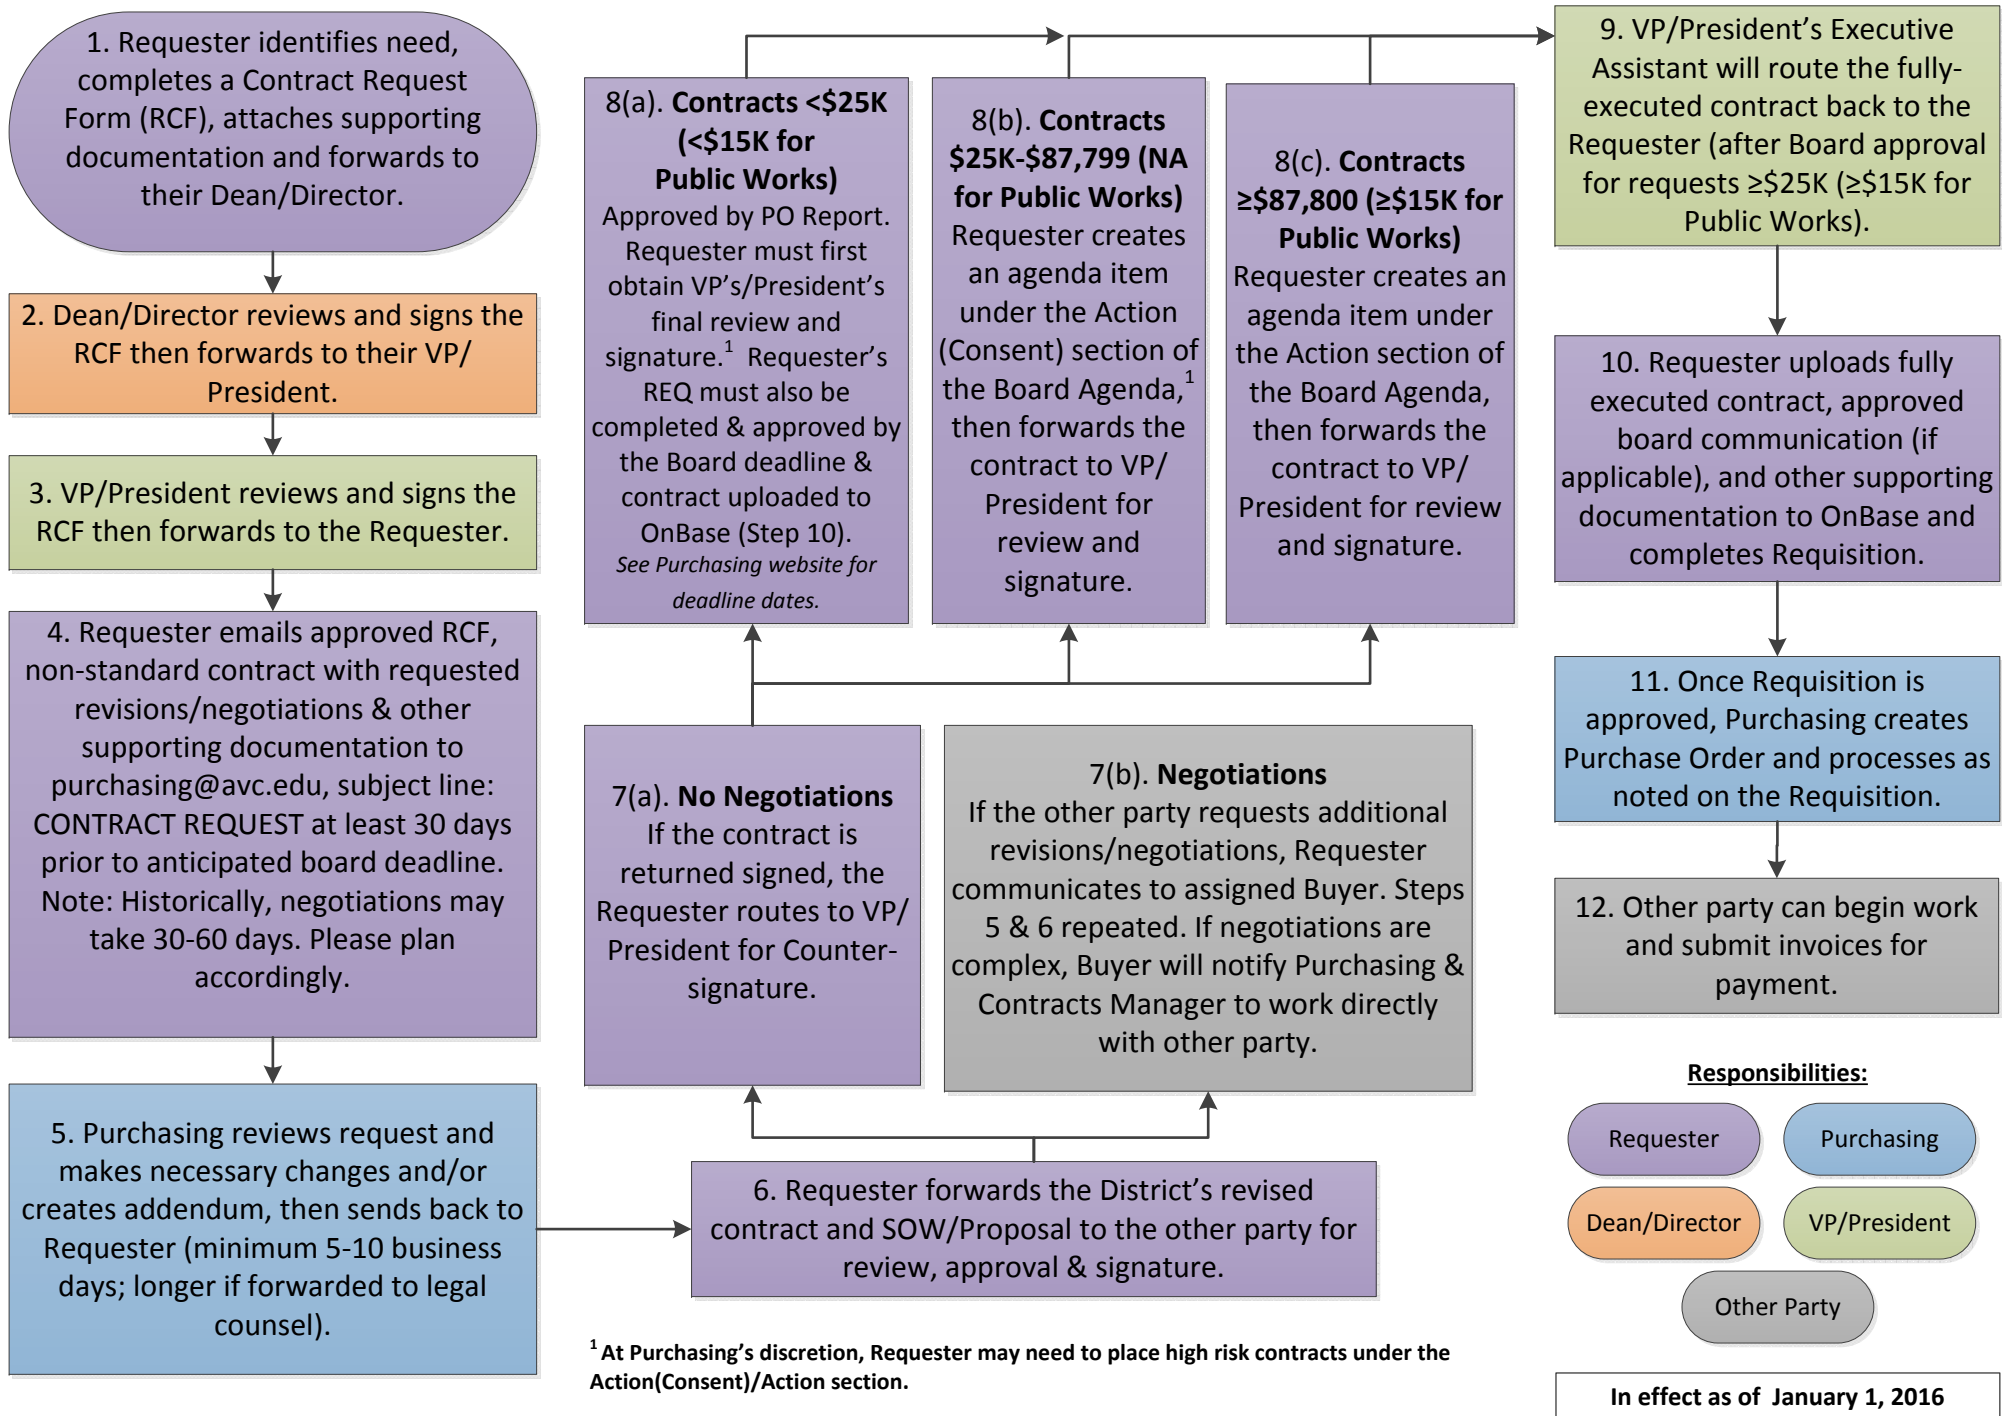 1. Requester identifies need,
completes a Contract Request
Form (RCF), attaches supporting
documentation and forwards to
their Dean/Director.
2. Dean/Director reviews and signs the
RCF then forwards to their VP/
President.
3. VP/President reviews and signs the
RCF then forwards to the Requester.
4. Requester emails approved RCF,
non-standard contract with requested
revisions/negotiations & other
supporting documentation to
purchasing@avc.edu, subject line:
CONTRACT REQUEST at least 30 days
prior to anticipated board deadline.
Note: Historically, negotiations may
take 30-60 days. Please plan
accordingly.
5. Purchasing reviews request and
makes necessary changes and/or
creates addendum, then sends back to
Requester (minimum 5-10 business
days; longer if forwarded to legal
counsel).
6. Requester forwards the District's revised
contract and SOW/Proposal to the other party for
review, approval & signature.
7(a). No Negotiations
If the contract is
returned signed, the
Requester routes to VP/
President for Counter-
signature.
7(b). Negotiations
If the other party requests additional
revisions/negotiations, Requester
communicates to assigned Buyer. Steps
5 & 6 repeated. If negotiations are
complex, Buyer will notify Purchasing &
Contracts Manager to work directly
with other party.
8(a). Contracts <$25K
(<$15K for
Public Works)
Approved by PO Report.
Requester must first
obtain VP's/President's
final review and
signature.1 Requester's
REQ must also be
completed & approved by
the Board deadline &
contract uploaded to
OnBase (Step 10).
See Purchasing website for
deadline dates.
8(b). Contracts
$25K-$87,799 (NA
for Public Works)
Requester creates
an agenda item
under the Action
(Consent) section of
the Board Agenda,1
then forwards the
contract to VP/
President for
review and
signature.
8(c). Contracts
≥$87,800 (≥$15K for
Public Works)
Requester creates an
agenda item under
the Action section of
the Board Agenda,
then forwards the
contract to VP/
President for review
and signature.
9. VP/President's Executive
Assistant will route the fully-
executed contract back to the
Requester (after Board approval
for requests ≥$25K (≥$15K for
Public Works).
10. Requester uploads fully
executed contract, approved
board communication (if
applicable), and other supporting
documentation to OnBase and
completes Requisition.
11. Once Requisition is
approved, Purchasing creates
Purchase Order and processes as
noted on the Requisition.
12. Other party can begin work
and submit invoices for
payment.
Responsibilities:
Requester
Purchasing
Dean/Director
VP/President
Other Party
1 At Purchasing's discretion, Requester may need to place high risk contracts under the
Action(Consent)/Action section.
In effect as of January 1, 2016